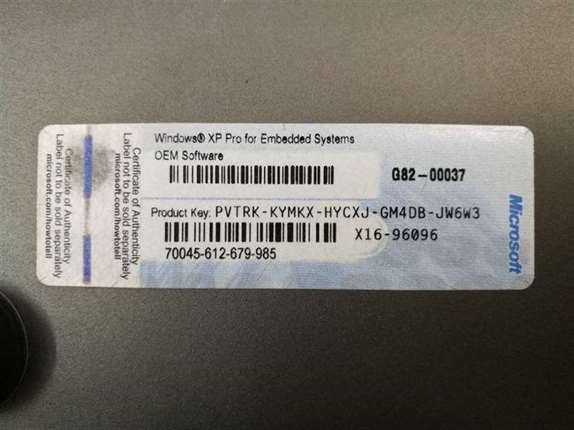 Certificate of Authenticity
Label not to be sold separately
microsoft.com/howtotell
Certificate of Authenticity
Label not to be sold separately
microsoft.com/howtotell
Windows® XP Pro for Embedded Systems
OEM Software
G82-00037
Product Key: PVTRK-KYMKX-HYCXJ-GM4DB-JW6W3
X16-96096
70045-612-679-985
Microsoft